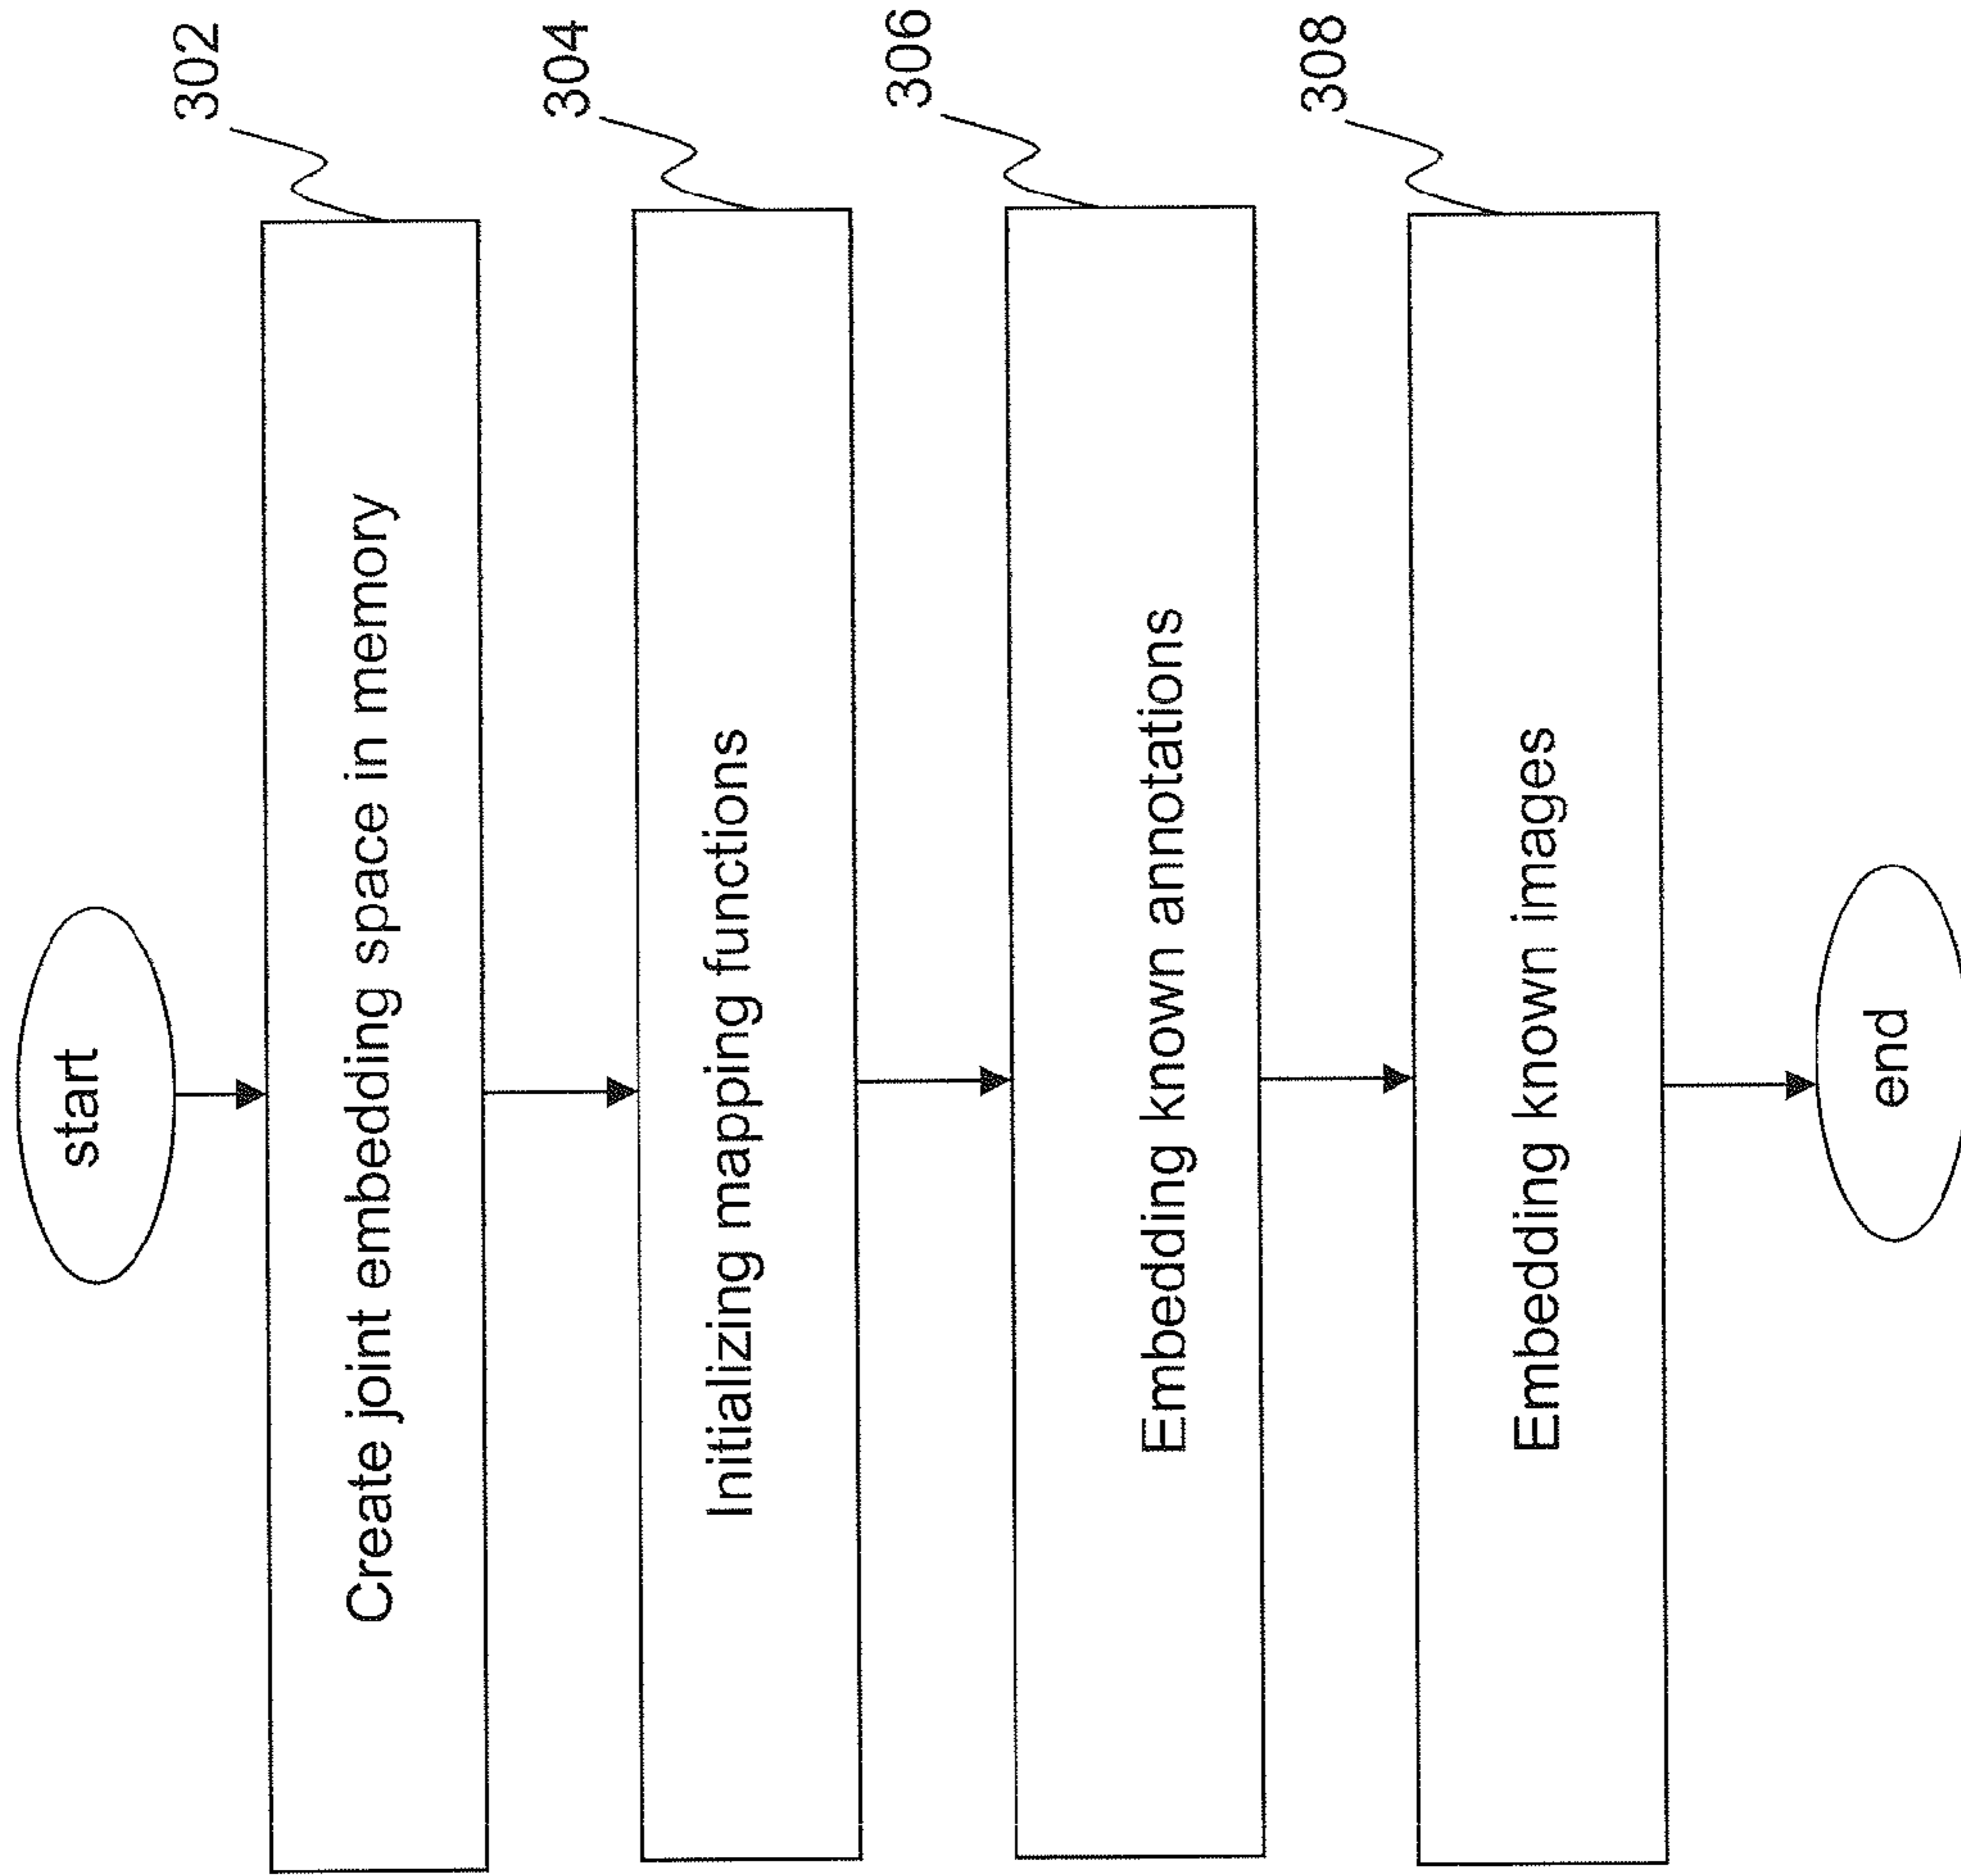 start
302
Create joint embedding space in memory
304
Initializing mapping functions
306
Embedding known annotations
308
Embedding known images
end